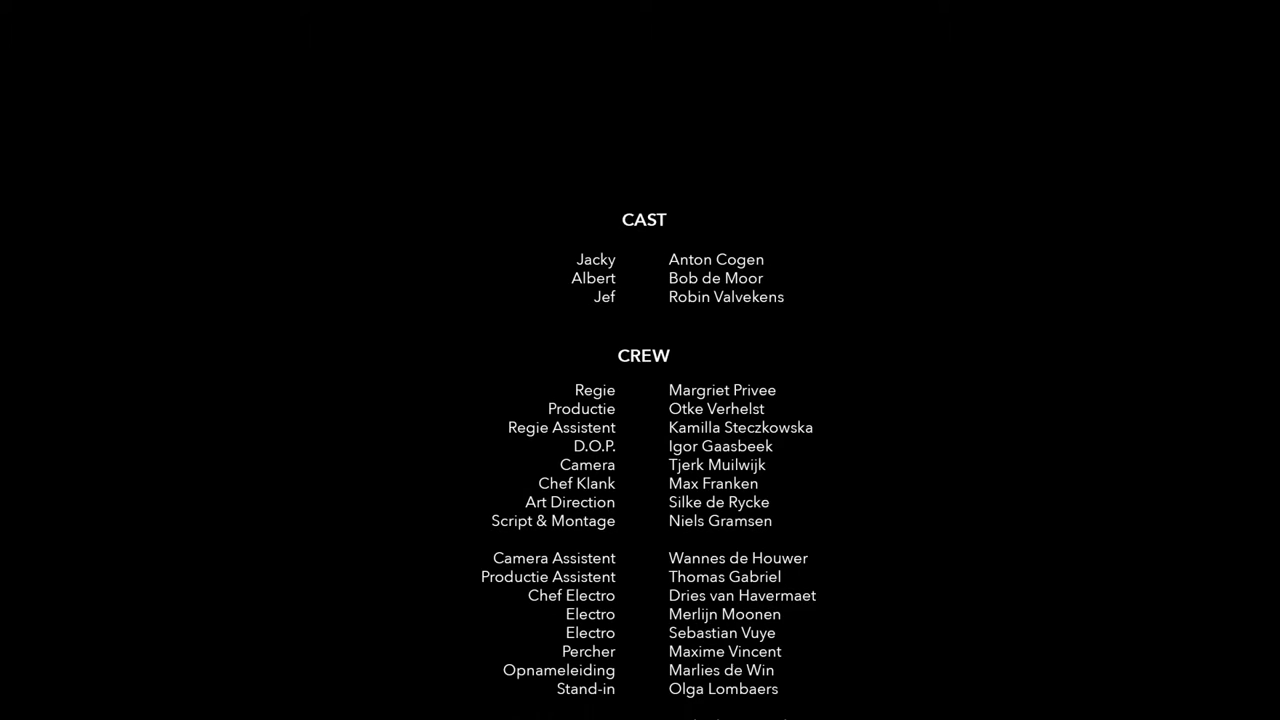 CAST
Jacky Anton Cogen
Albert Bob de Moor
Jef Robin Valvekens
CREW
Regie Margriet Privee
Productie Otke Verhelst
Regie Assistent Kamilla Steczkowska
D.O.P. Igor Gaasbeek
Camera Tjerk Muilwijk
Chef Klank Max Franken
Art Direction Silke de Rycke
Script & Montage Niels Gramsen
Camera Assistent Wannes de Houwer
Productie Assistent Thomas Gabriel
Chef Electro Dries van Havermaet
Electro Merlijn Moonen
Electro Sebastian Vuye
Percher Maxime Vincent
Opnameleiding Marlies de Win
Stand-in Olga Lombaers